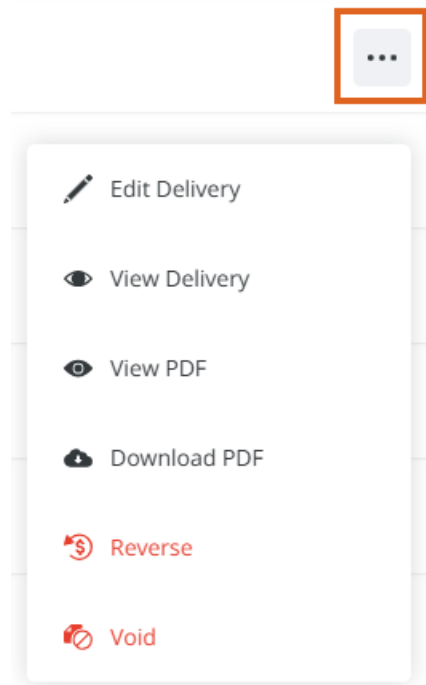 Edit Delivery
View Delivery
View PDF
Download PDF
Reverse
Void